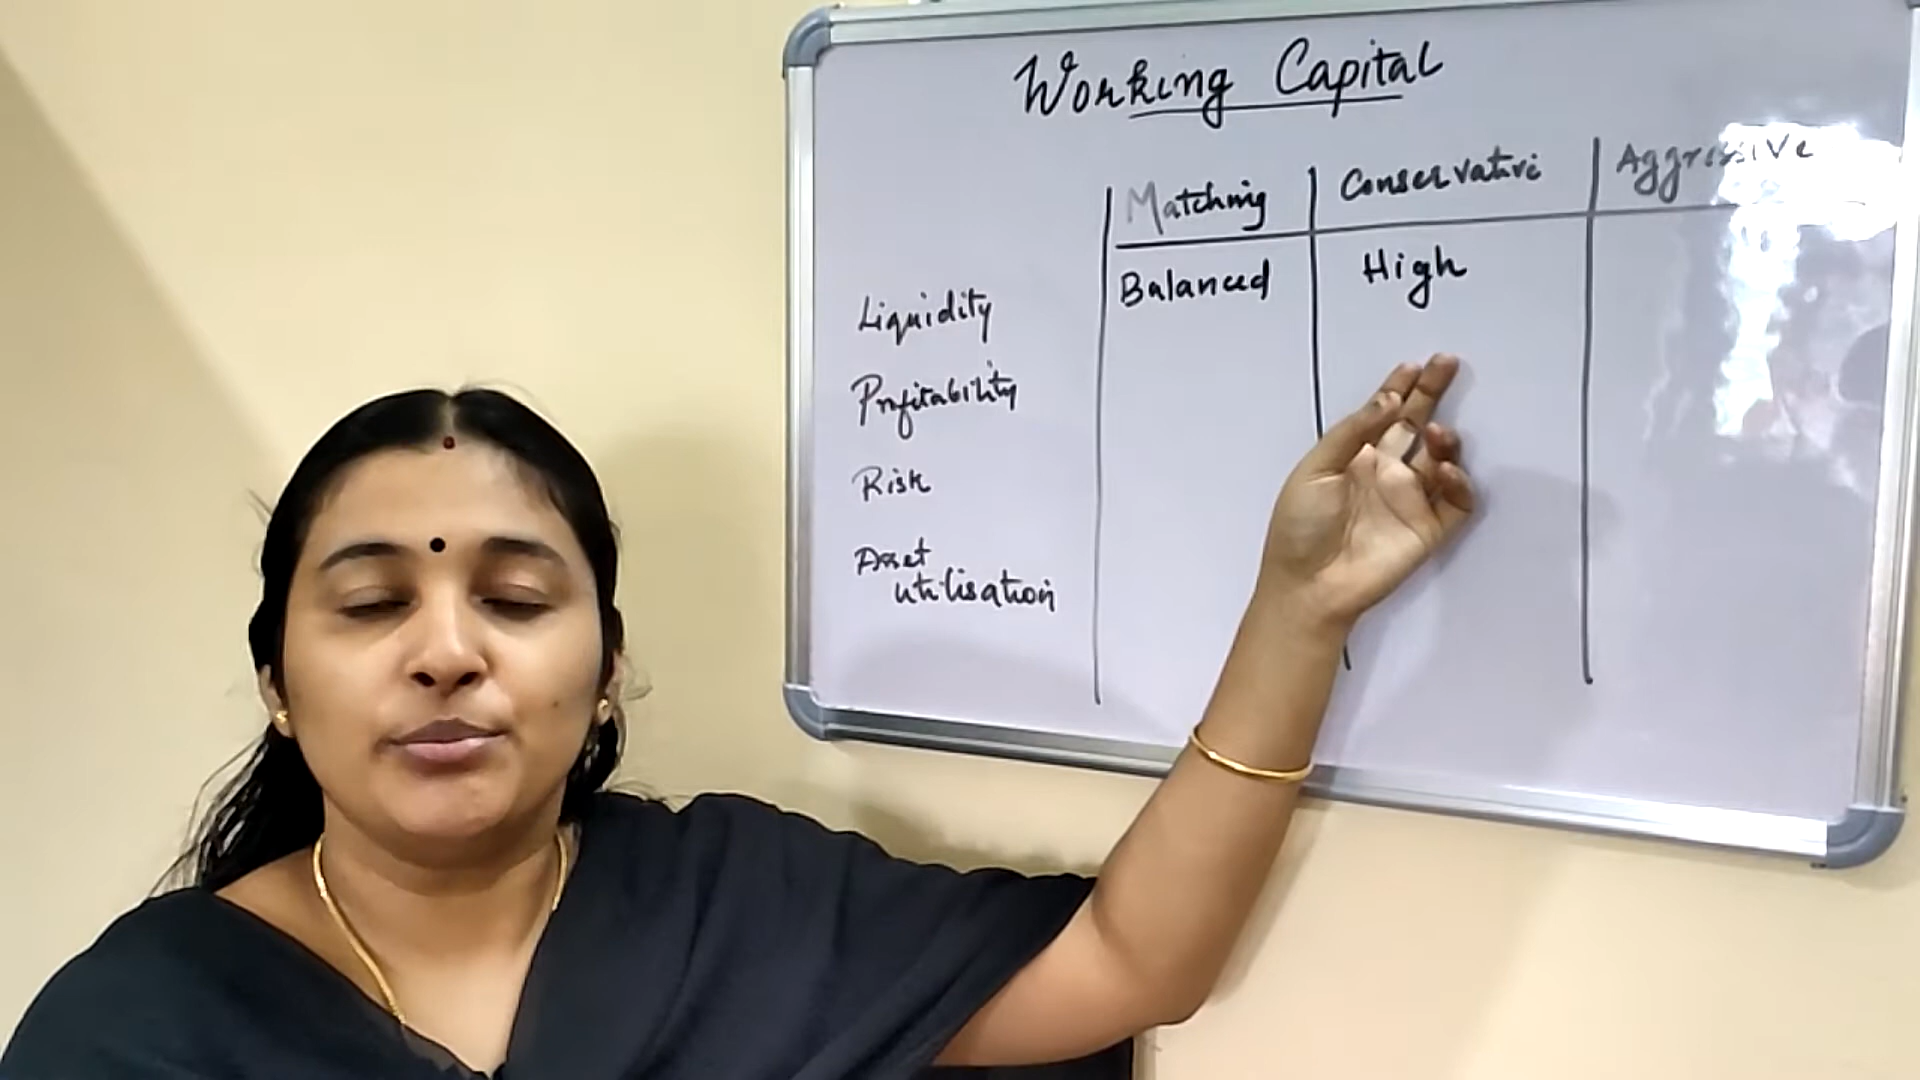 Working Capital
Matching Conservative Aggressive
Liquidity Balanced High
Profitability
Risk
Asset
utilisation